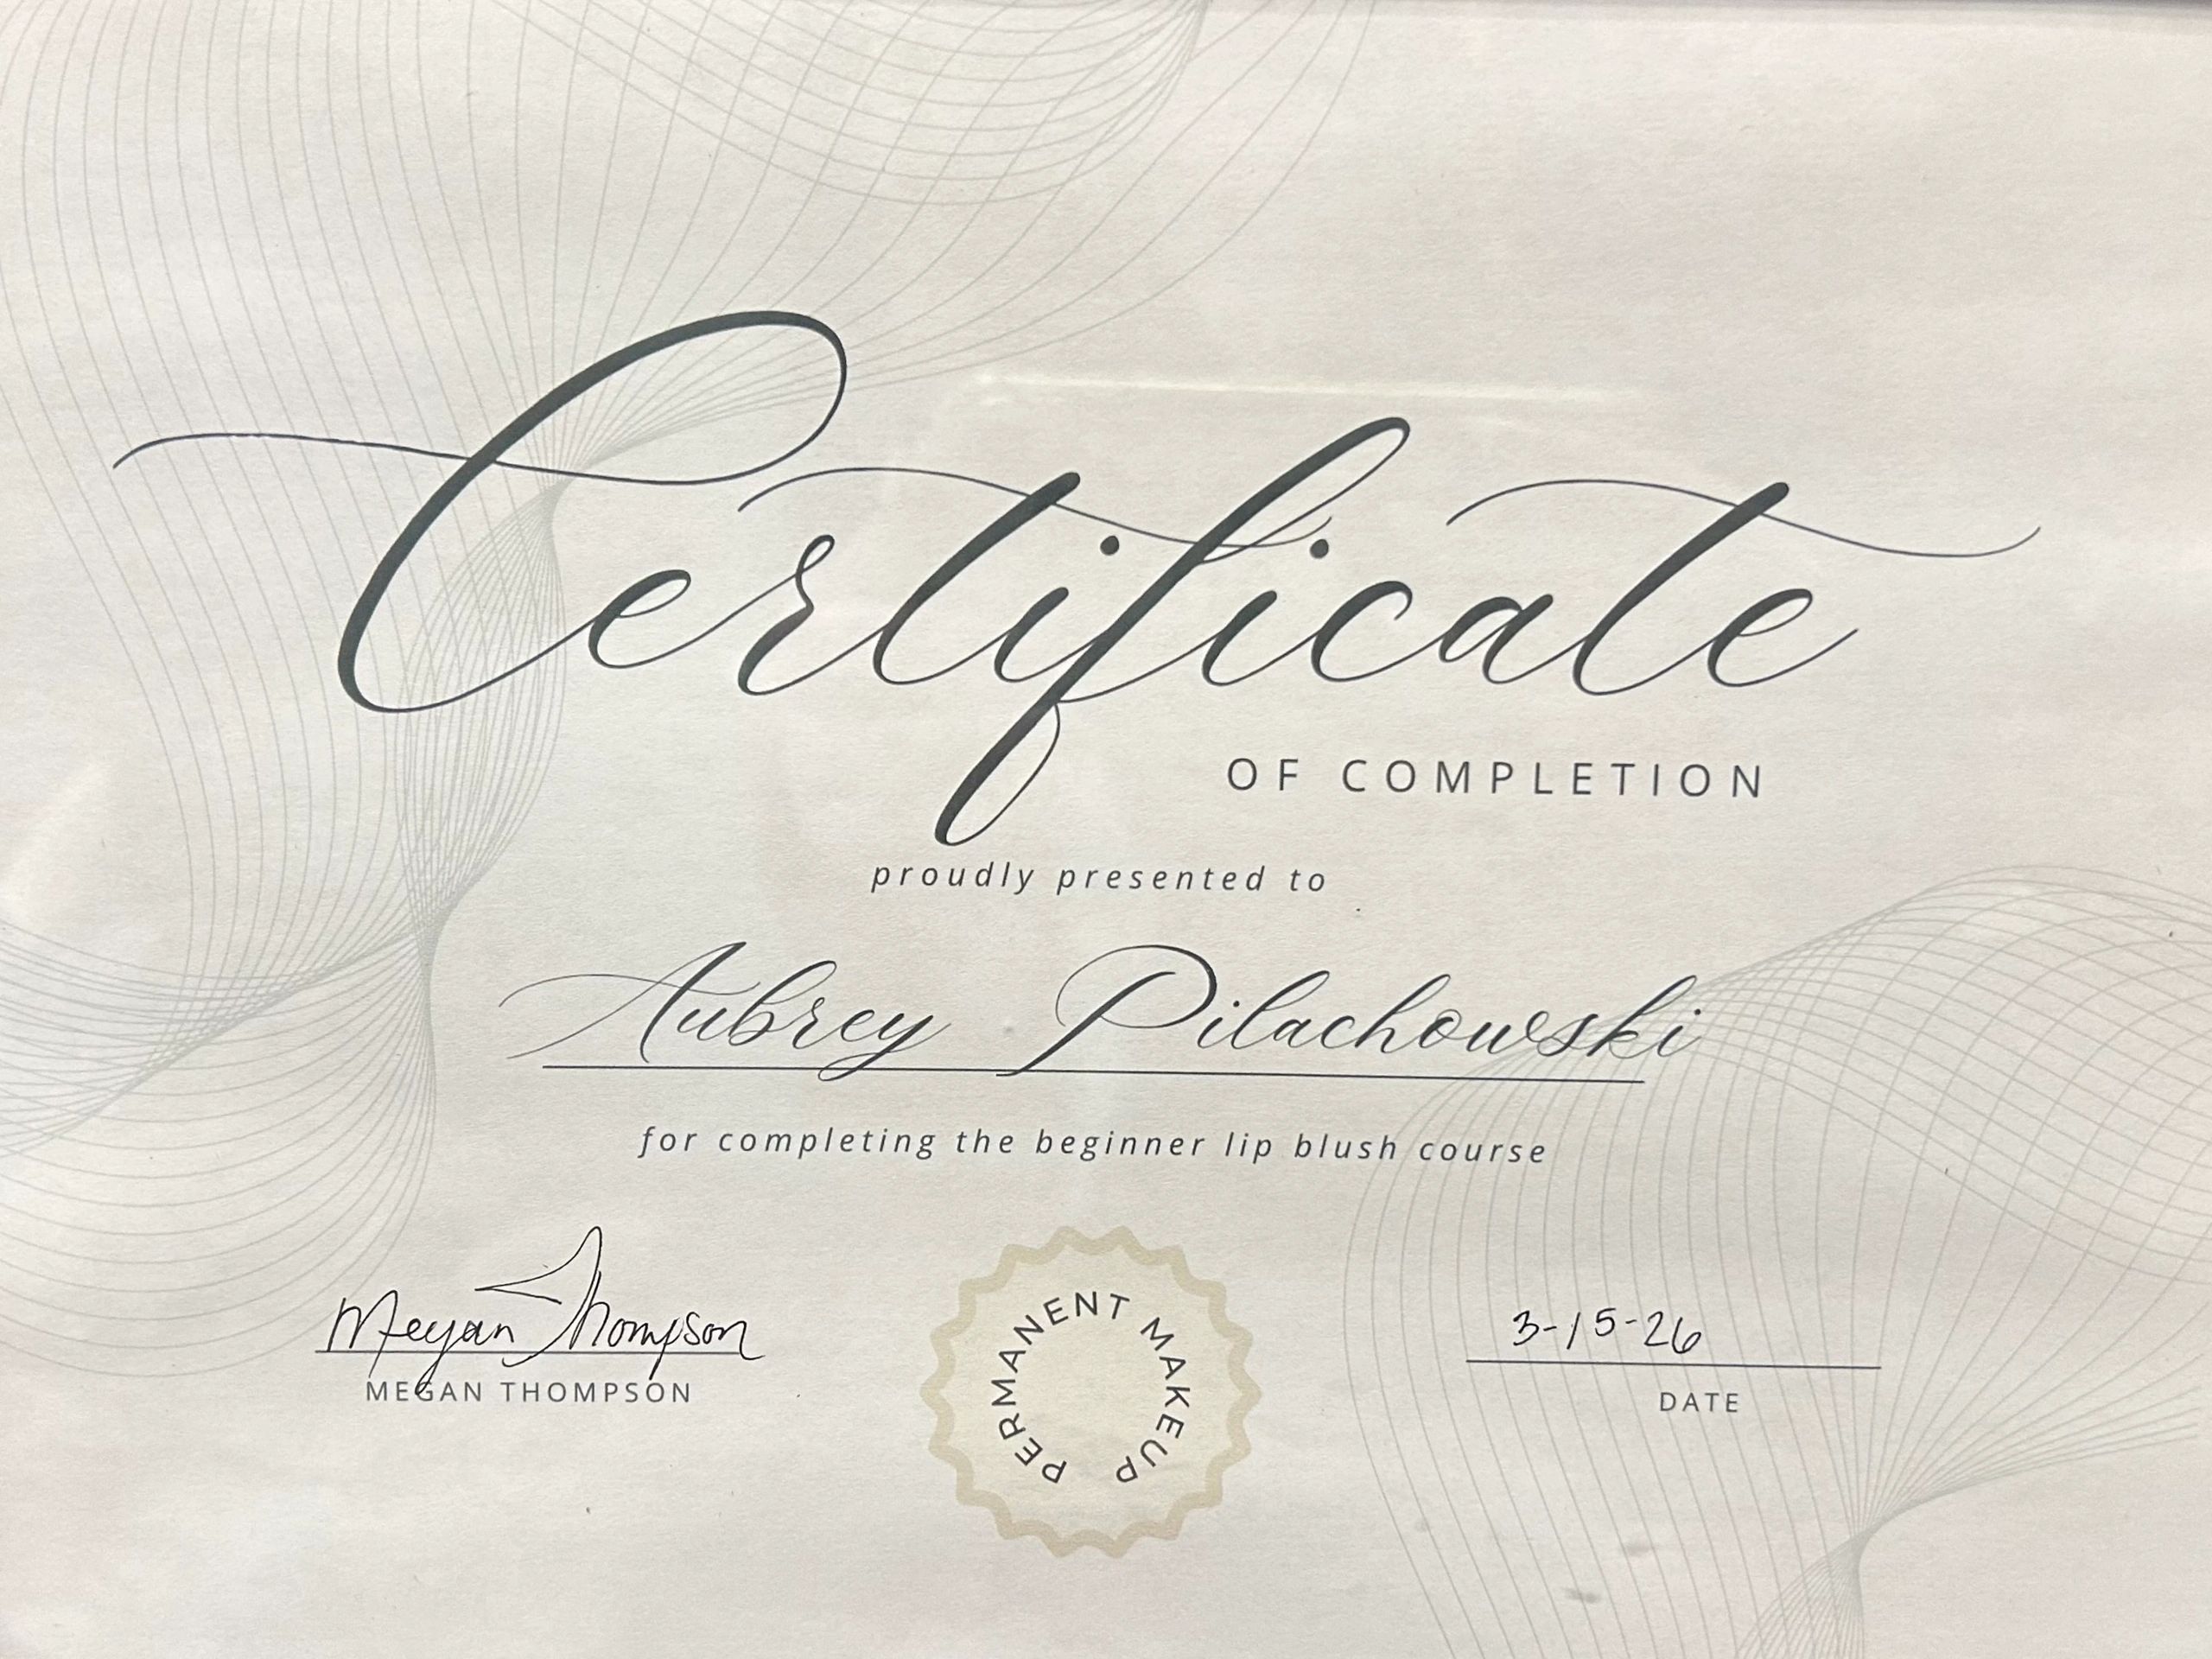 Certificate
OF COMPLETION
proudly presented to
Aubrey Pilachowski
for completing the beginner lip blush course
Megan Thompson
MEGAN THOMPSON
PERMANENT MAKEUP
3-15-26
DATE